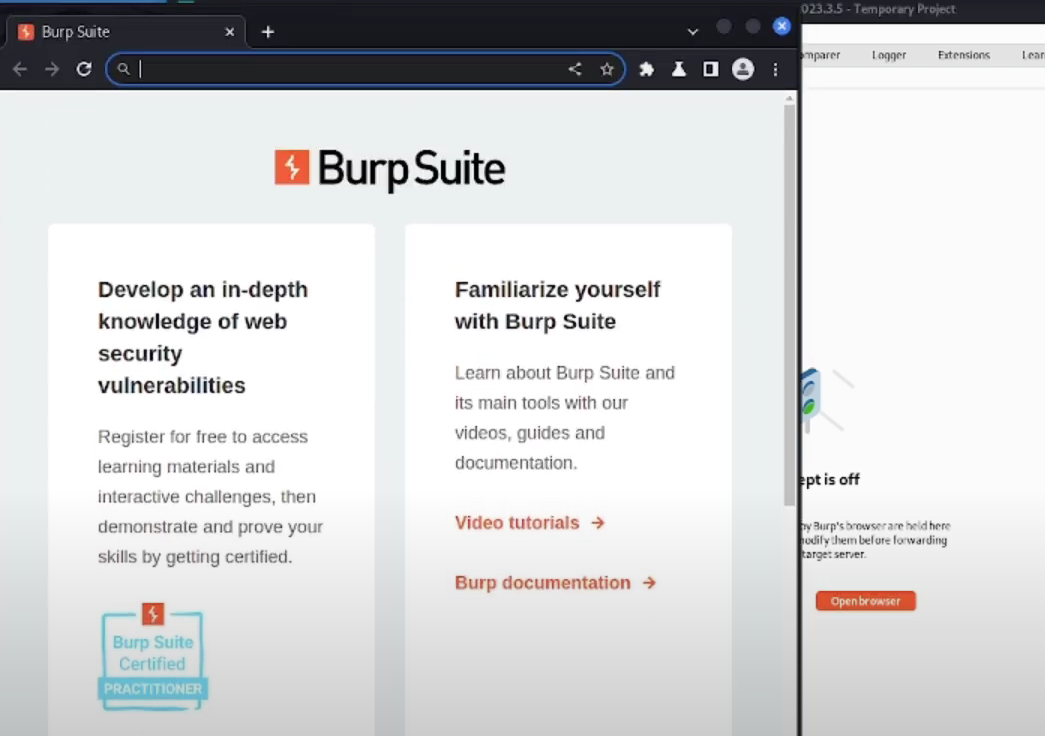 Burp Suite
023.3.5 - Temporary Project
Logger Extensions
Burp Suite
Develop an in-depth
knowledge of web
security
vulnerabilities
Register for free to access
learning materials and
interactive challenges, then
demonstrate and prove your
skills by getting certified.
Burp Suite
Certified
PRACTITIONER
Familiarize yourself
with Burp Suite
Learn about Burp Suite and
its main tools with our
videos, guides and
documentation.
Video tutorials →
Burp documentation →
ept is off
by Burp's browser are held here
modify them before forwarding
target server.
Open browser